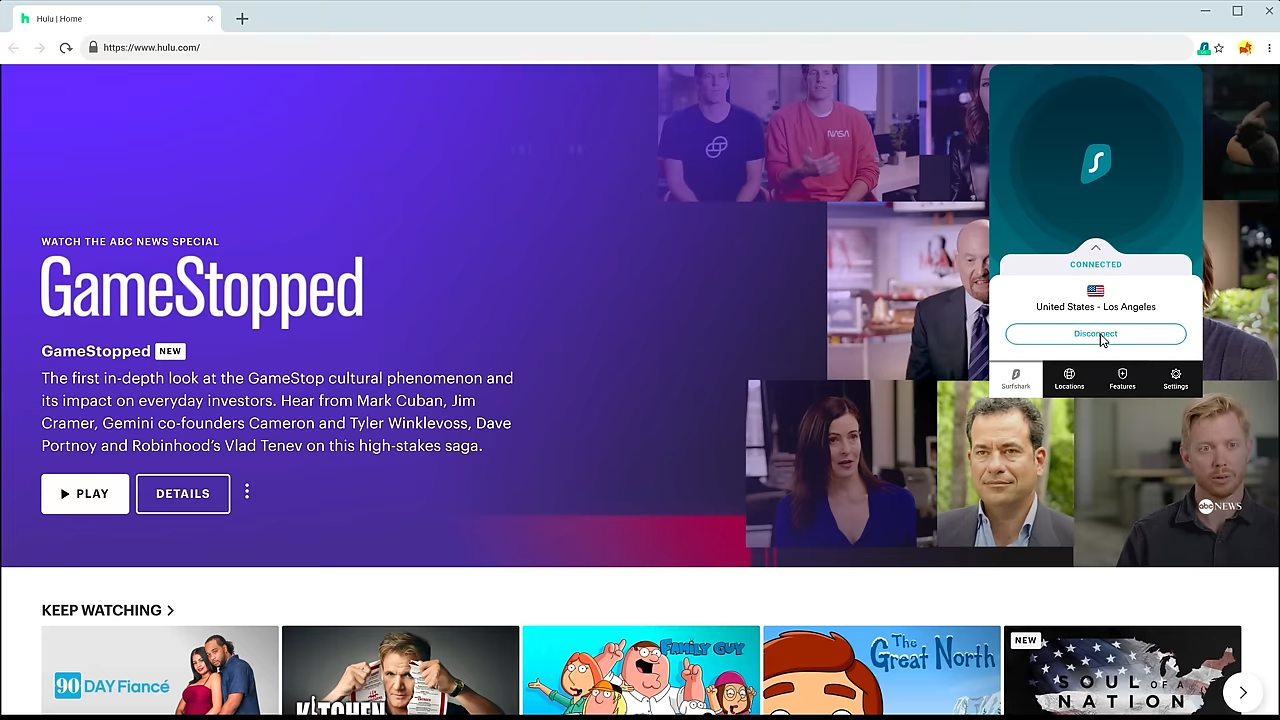 Hulu | Home
https://www.hulu.com/
NASA
WATCH THE ABC NEWS SPECIAL
GameStopped
GameStopped NEW
The first in-depth look at the GameStop cultural phenomenon and
its impact on everyday investors. Hear from Mark Cuban, Jim
Cramer, Gemini co-founders Cameron and Tyler Winklevoss, Dave
Portnoy and Robinhood's Vlad Tenev on this high-stakes saga.
PLAY
DETAILS
CONNECTED
United States - Los Angeles
Disconnect
Surfshark
Locations
Features
Settings
abc NEWS
KEEP WATCHING
90 DAY Fiancé
KITCHEN
FAMILY GUY
The
Great North
NEW
SOUL OF A
NATION